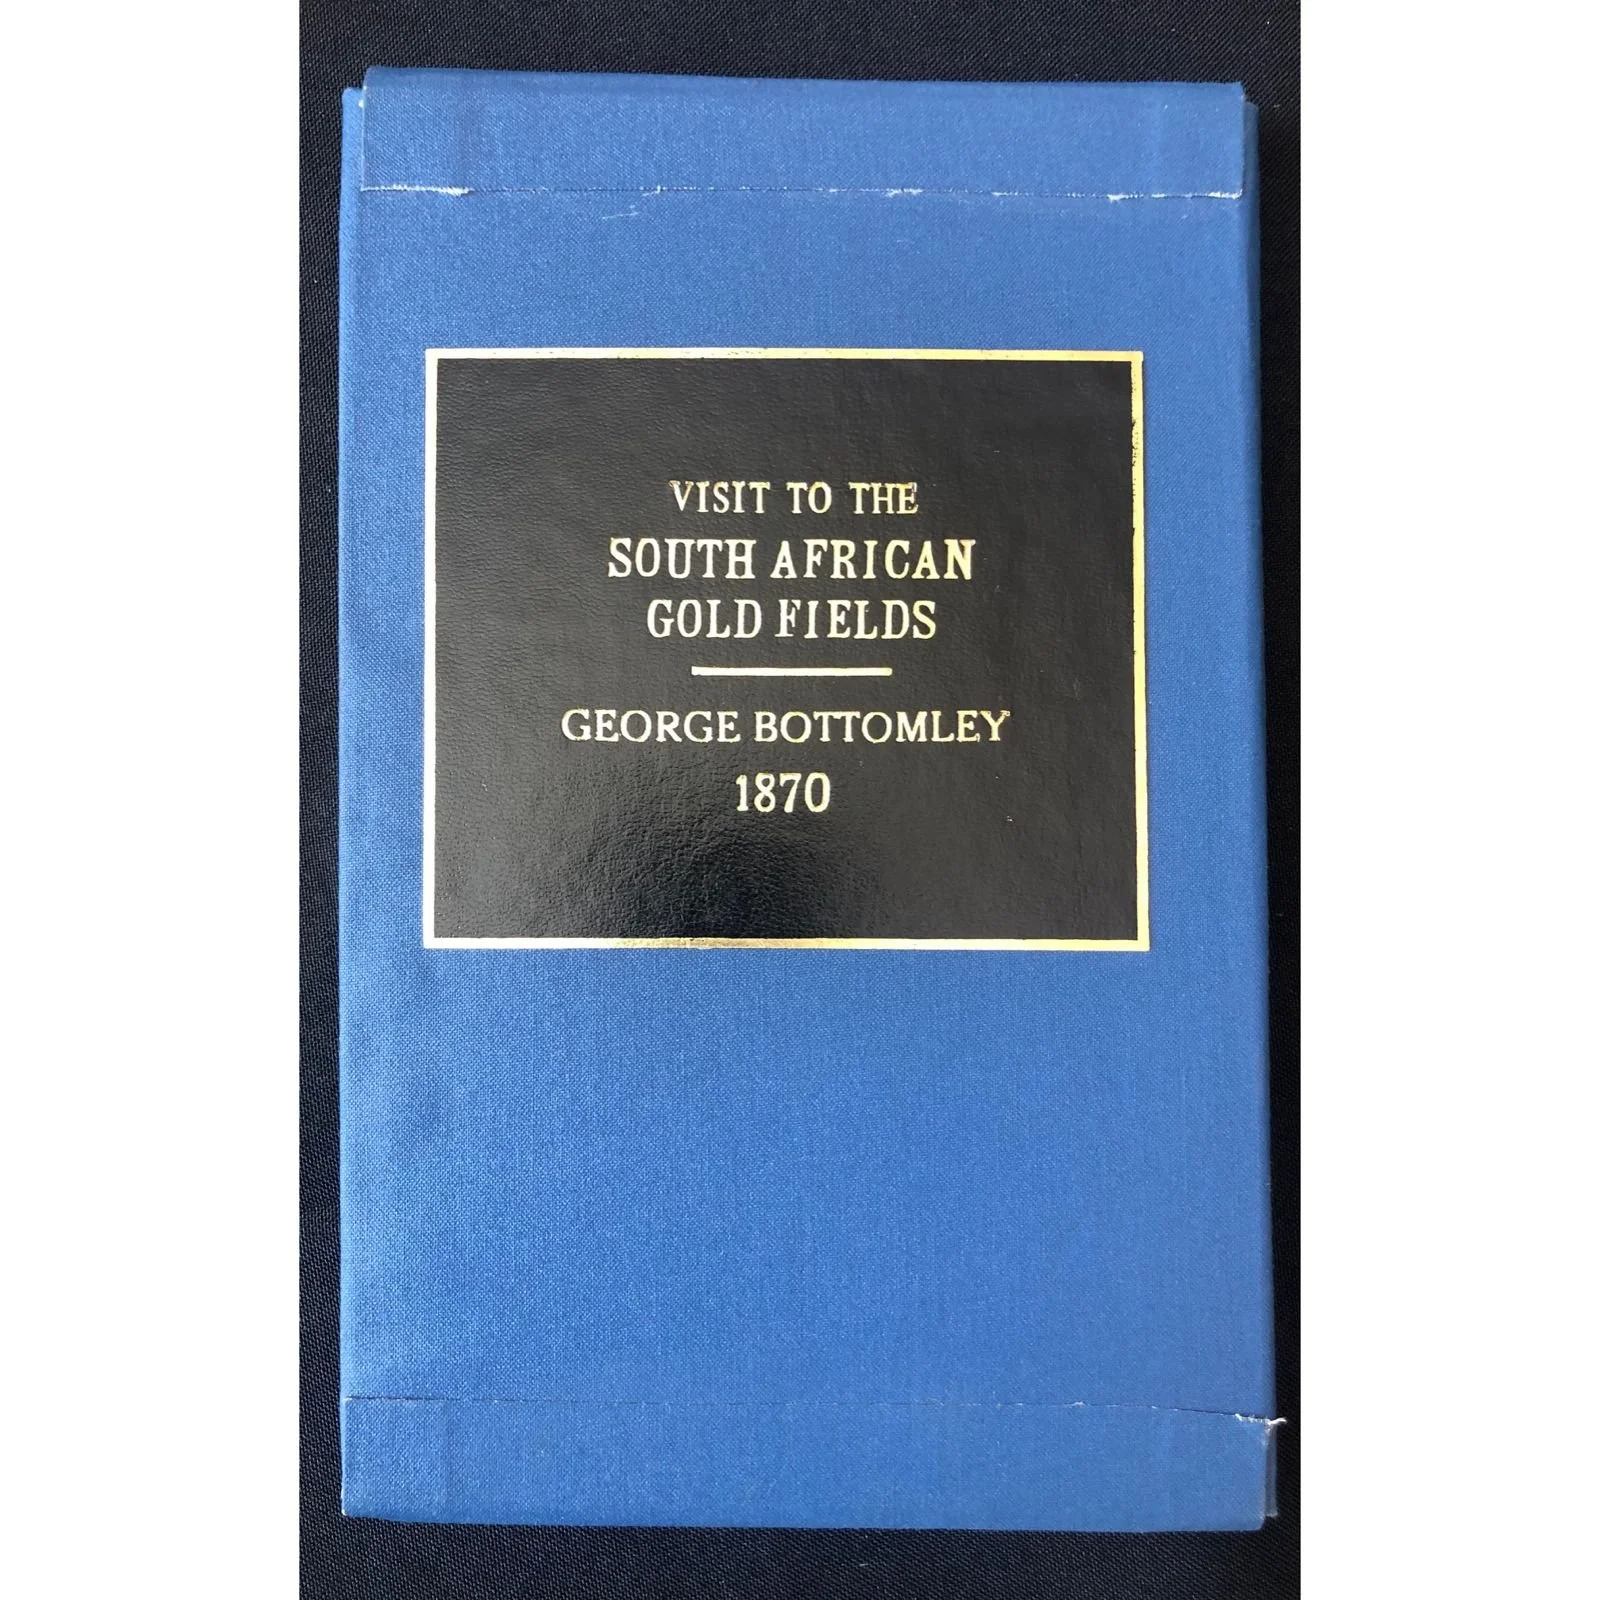 VISIT TO THE
SOUTH AFRICAN
GOLD FIELDS
GEORGE BOTTOMLEY
1870